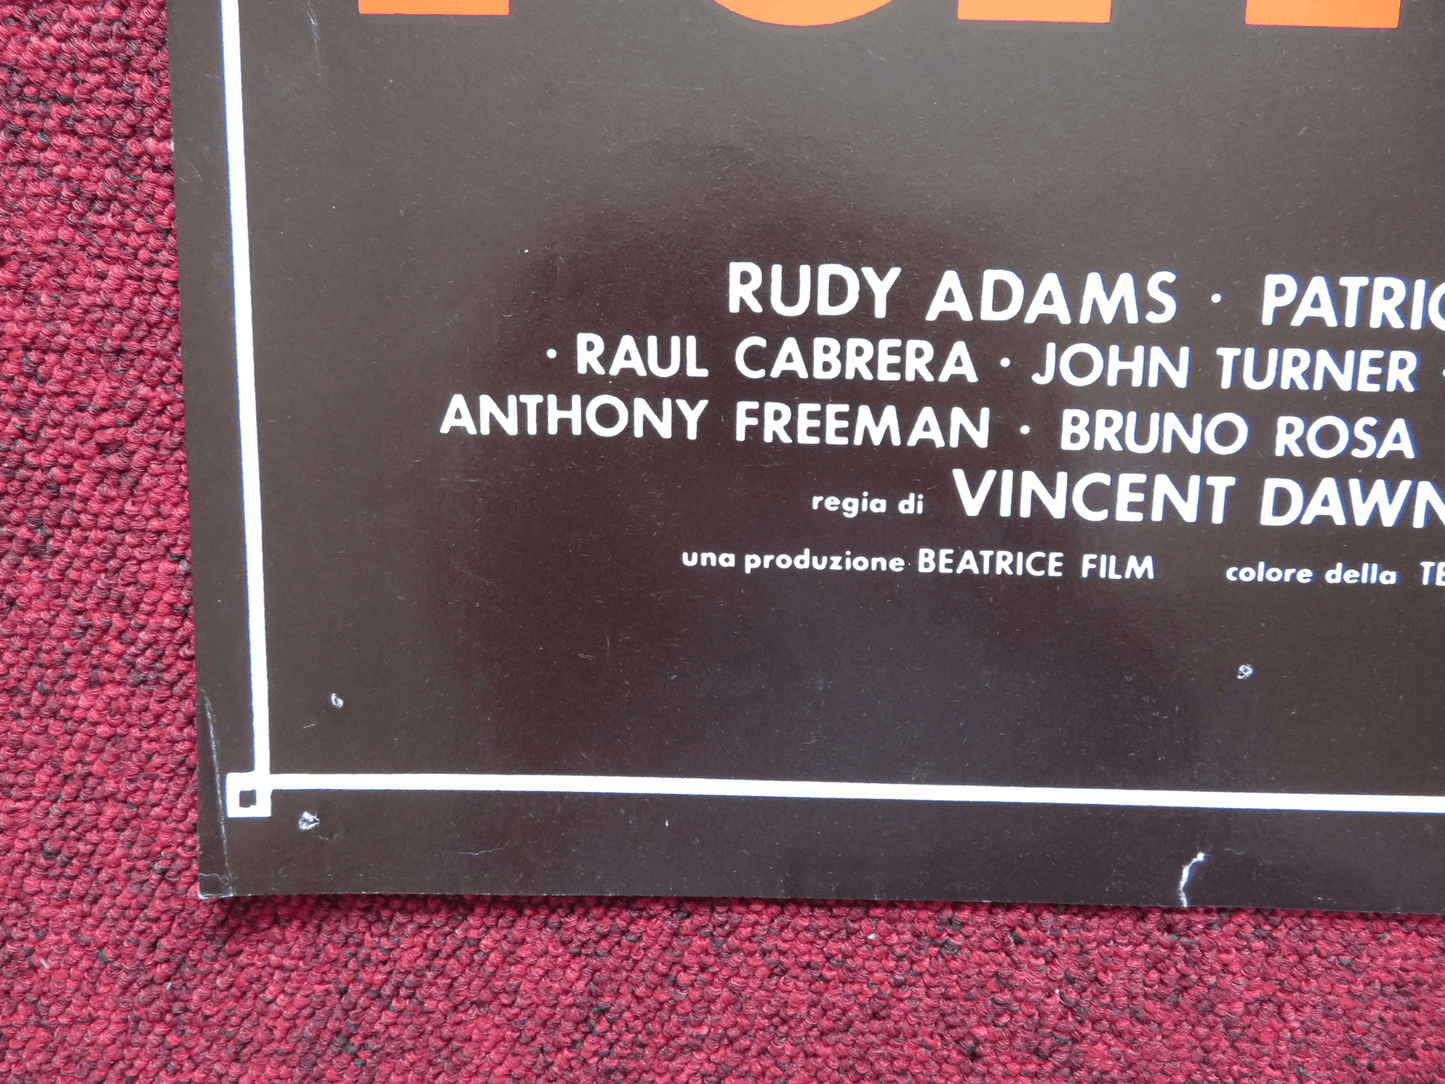 RUDY ADAMS · PATRIC
· RAUL CABRERA · JOHN TURNER ·
ANTHONY FREEMAN · BRUNO ROSA
regia di VINCENT DAWN
una produzione BEATRICE FILM colore della TE